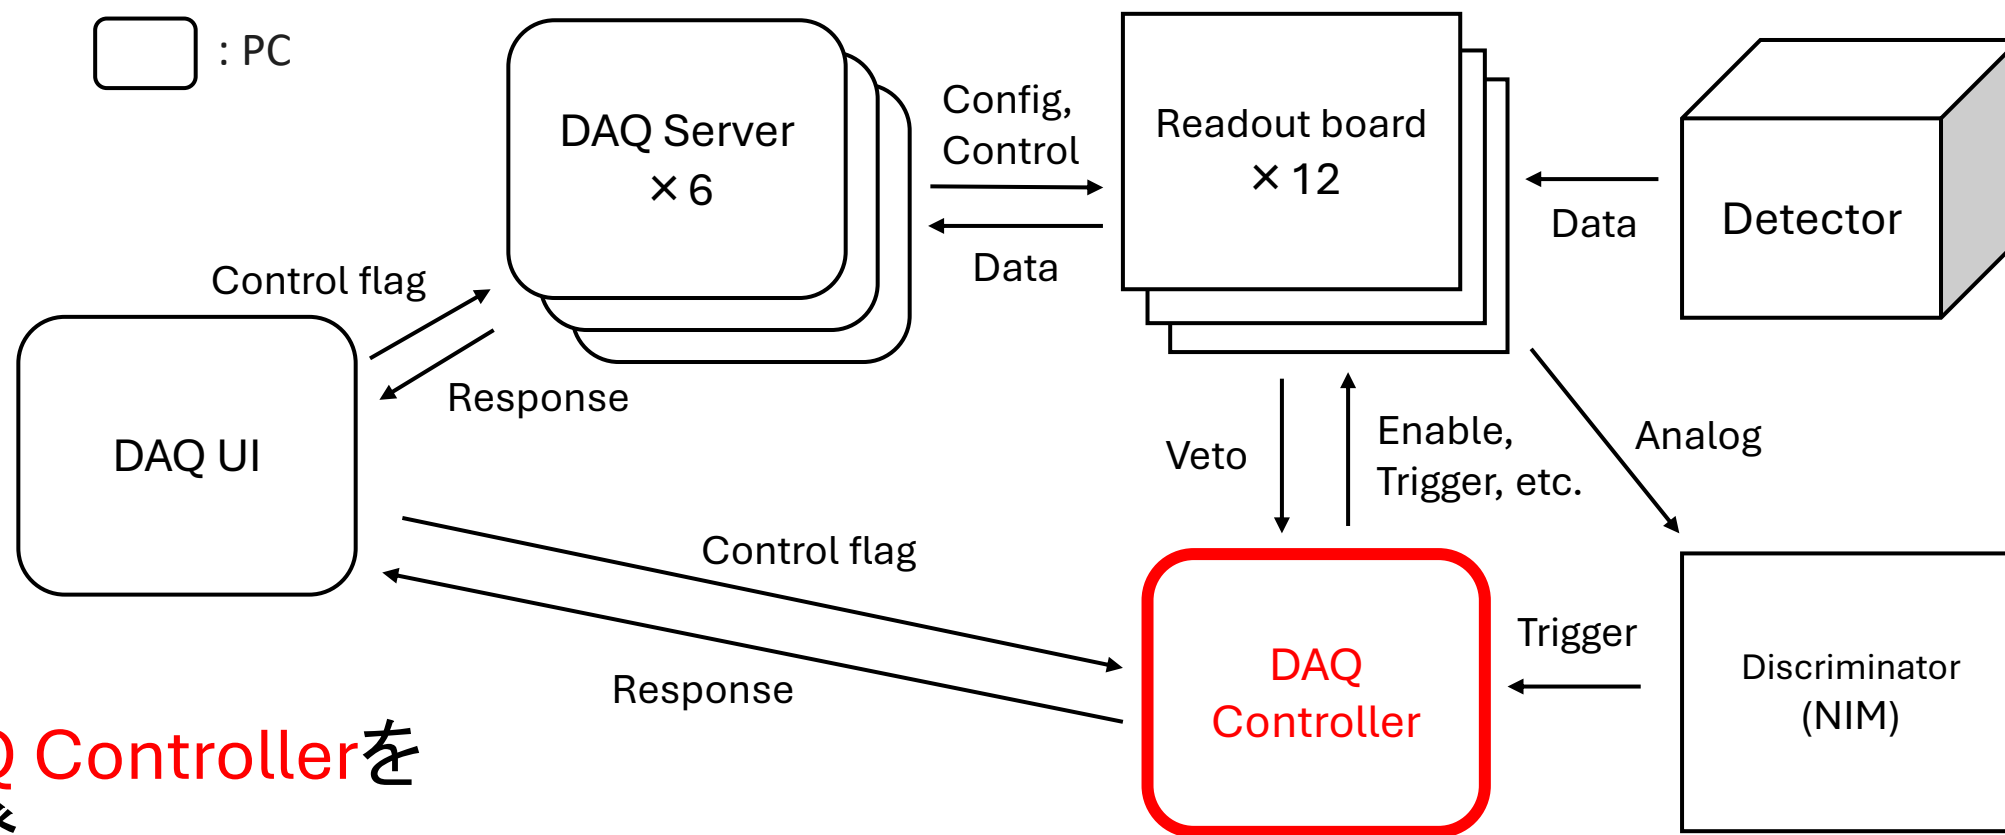 : PC
DAQ Server
× 6
Config,
Control
Data
Readout board
× 12
Data
Detector
Control flag
Response
DAQ UI
Veto
Enable,
Trigger, etc.
Analog
Control flag
Response
DAQ
Controller
Trigger
Discriminator
(NIM)
Controllerを